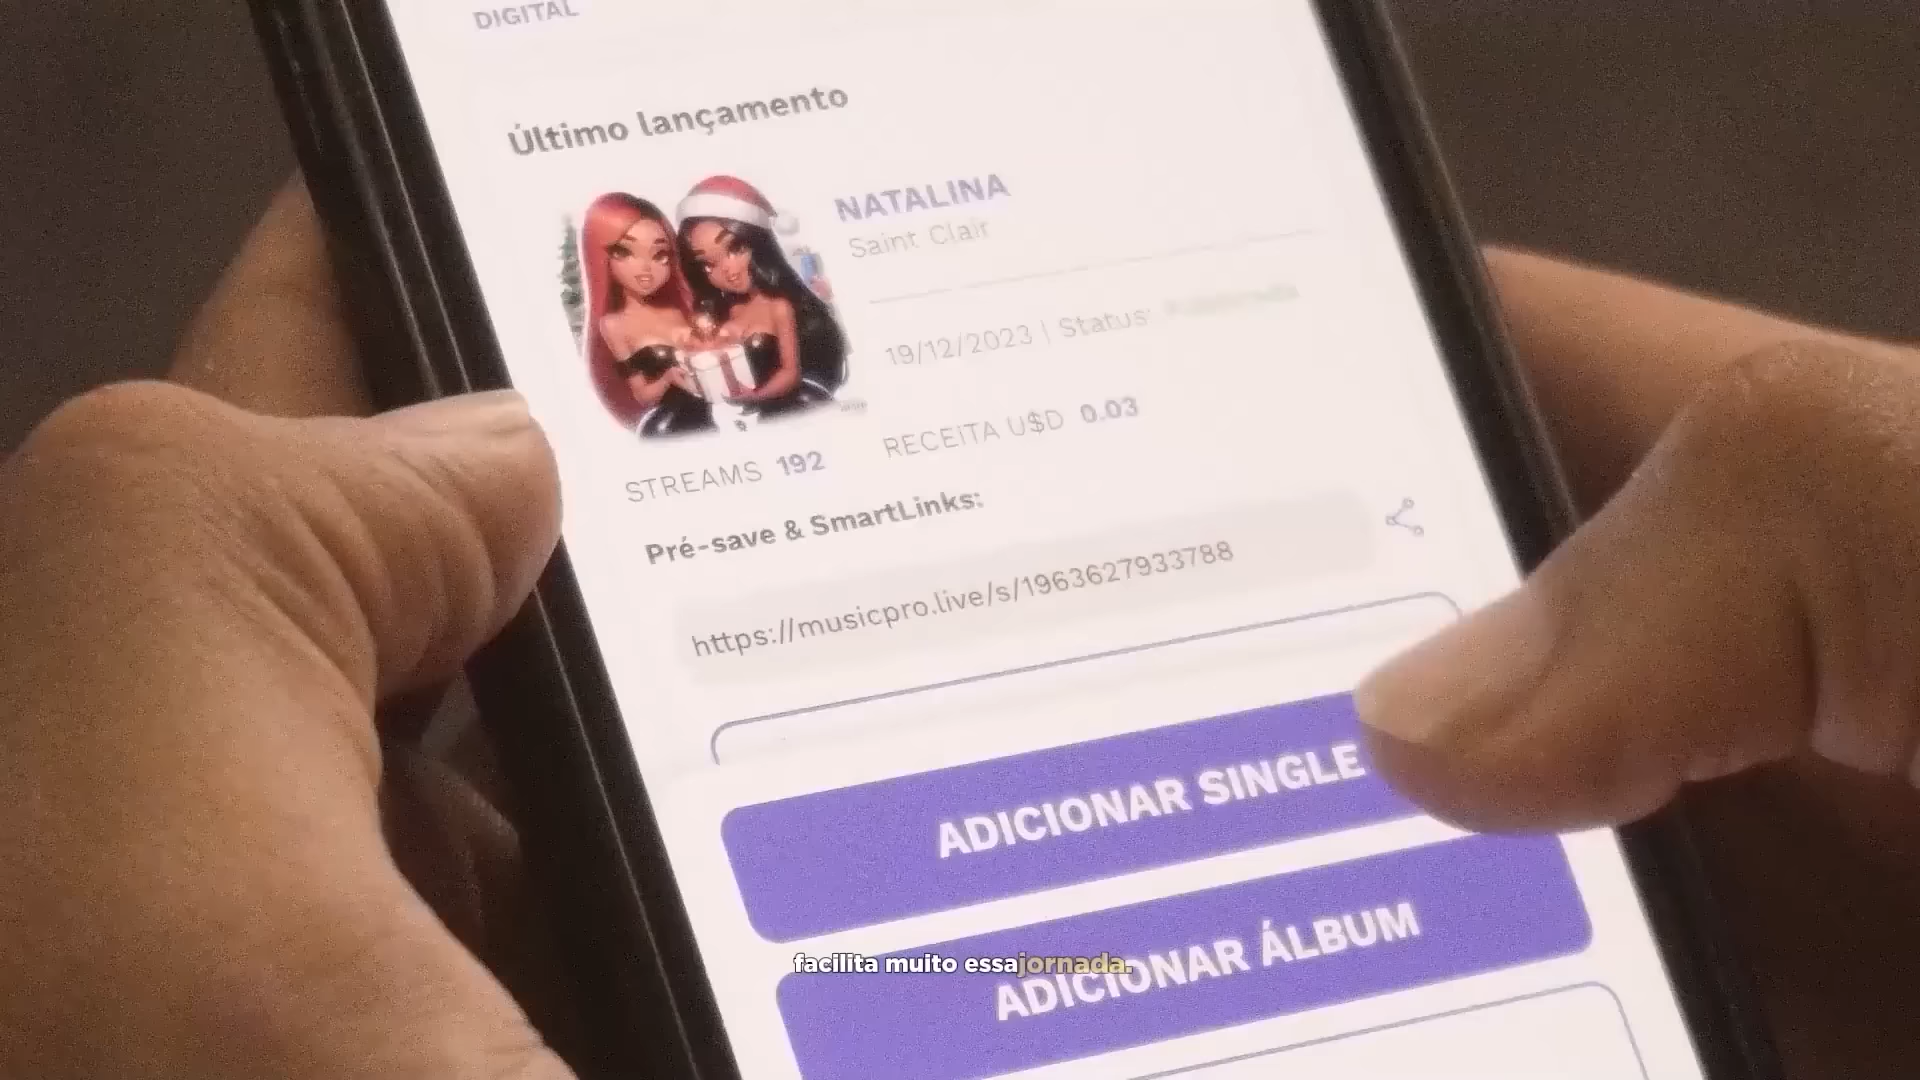 DIGITAL
Último lançamento
NATALINA
Saint Clair
19/12/2023 | Status:
STREAMS 192
RECEITA U$D 0.03
Pré-save & SmartLinks:
https://musicpro.live/s/1963627933788
ADICIONAR SINGLE
ADICIONAR ÁLBUM
facilita muito essa jornada.